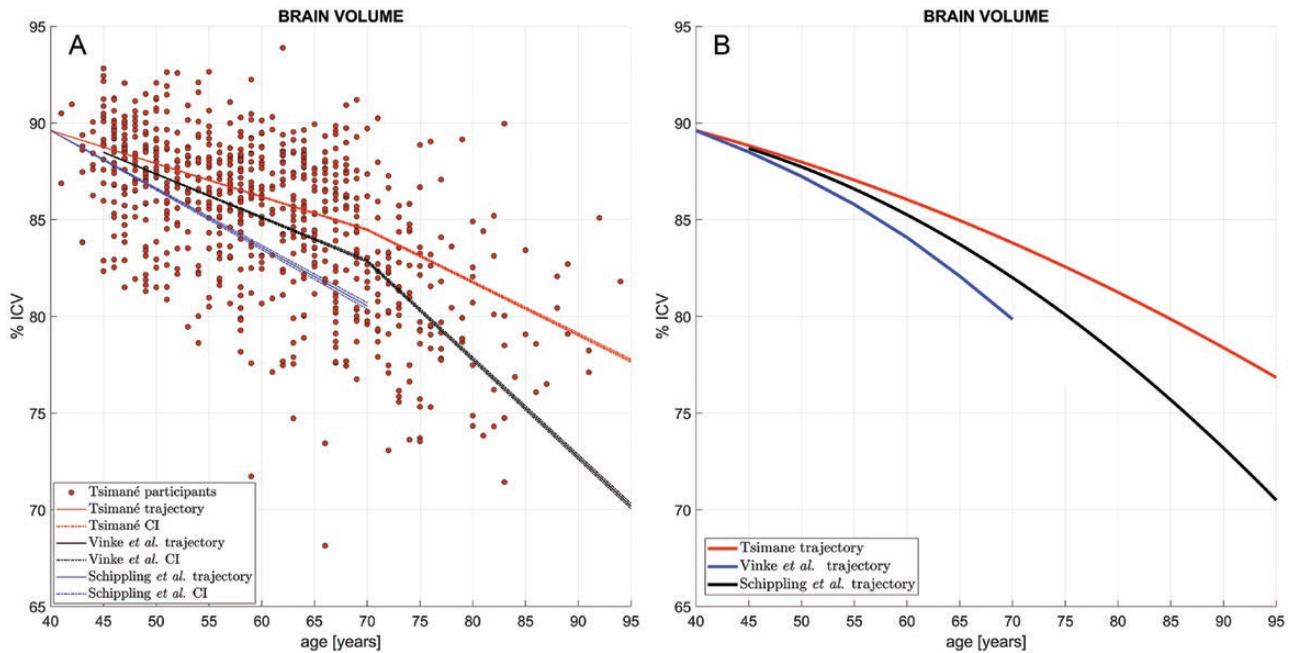 BRAIN VOLUME
A
95
90
85
80
75
70
65
% ICV
Tsimané participants
Tsimané trajectory
Tsimané CI
Vinke et al. trajectory
Vinke et al. CI
Schippling et al. trajectory
Schippling et al. CI
40 45 50 55 60 65 70 75 80 85 90 95
age [years]
BRAIN VOLUME
B
95
90
85
80
75
70
65
% ICV
Tsimane trajectory
Vinke et al. trajectory
Schippling et al. trajectory
40 45 50 55 60 65 70 75 80 85 90 95
age [years]